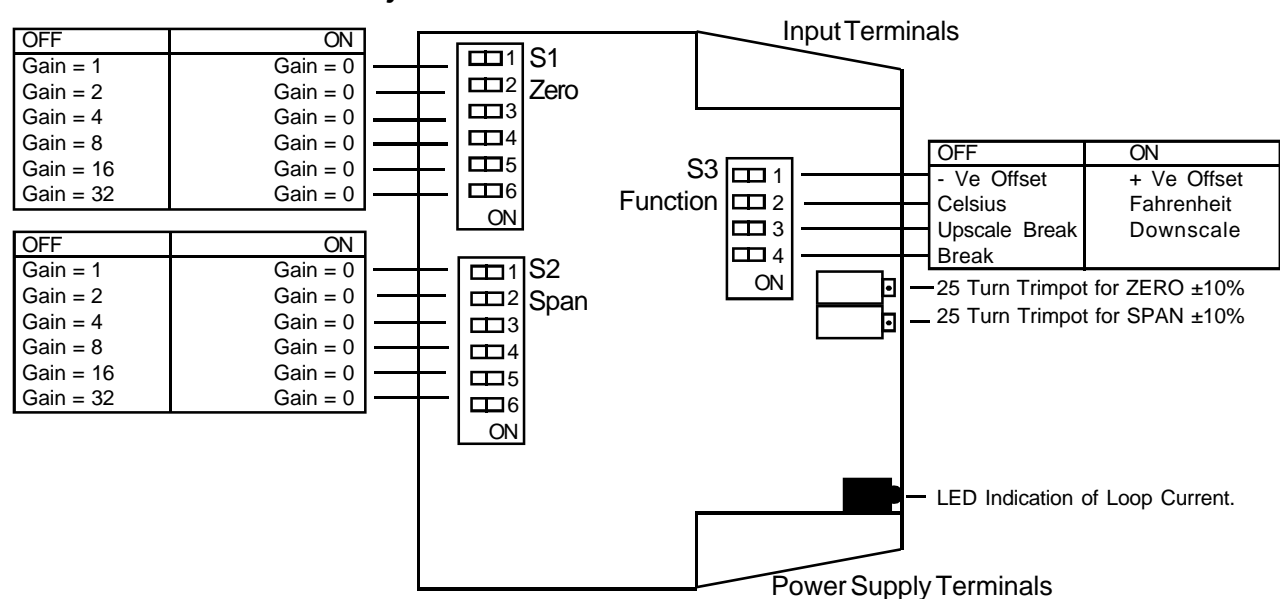 Input Terminals
OFF ON
Gain = 1 Gain = 0
Gain = 2 Gain = 0
Gain = 4 Gain = 0
Gain = 8 Gain = 0
Gain = 16 Gain = 0
Gain = 32 Gain = 0
1 S1
2 Zero
3
4
5
6
ON
OFF ON
Gain = 1 Gain = 0
Gain = 2 Gain = 0
Gain = 4 Gain = 0
Gain = 8 Gain = 0
Gain = 16 Gain = 0
Gain = 32 Gain = 0
1 S2
2 Span
3
4
5
6
ON
S3 1
Function 2
3
4
ON
OFF ON
- Ve Offset + Ve Offset
Celsius Fahrenheit
Upscale Break Downscale
Break
25 Turn Trimpot for ZERO ±10%
25 Turn Trimpot for SPAN ±10%
LED Indication of Loop Current.
Power Supply Terminals